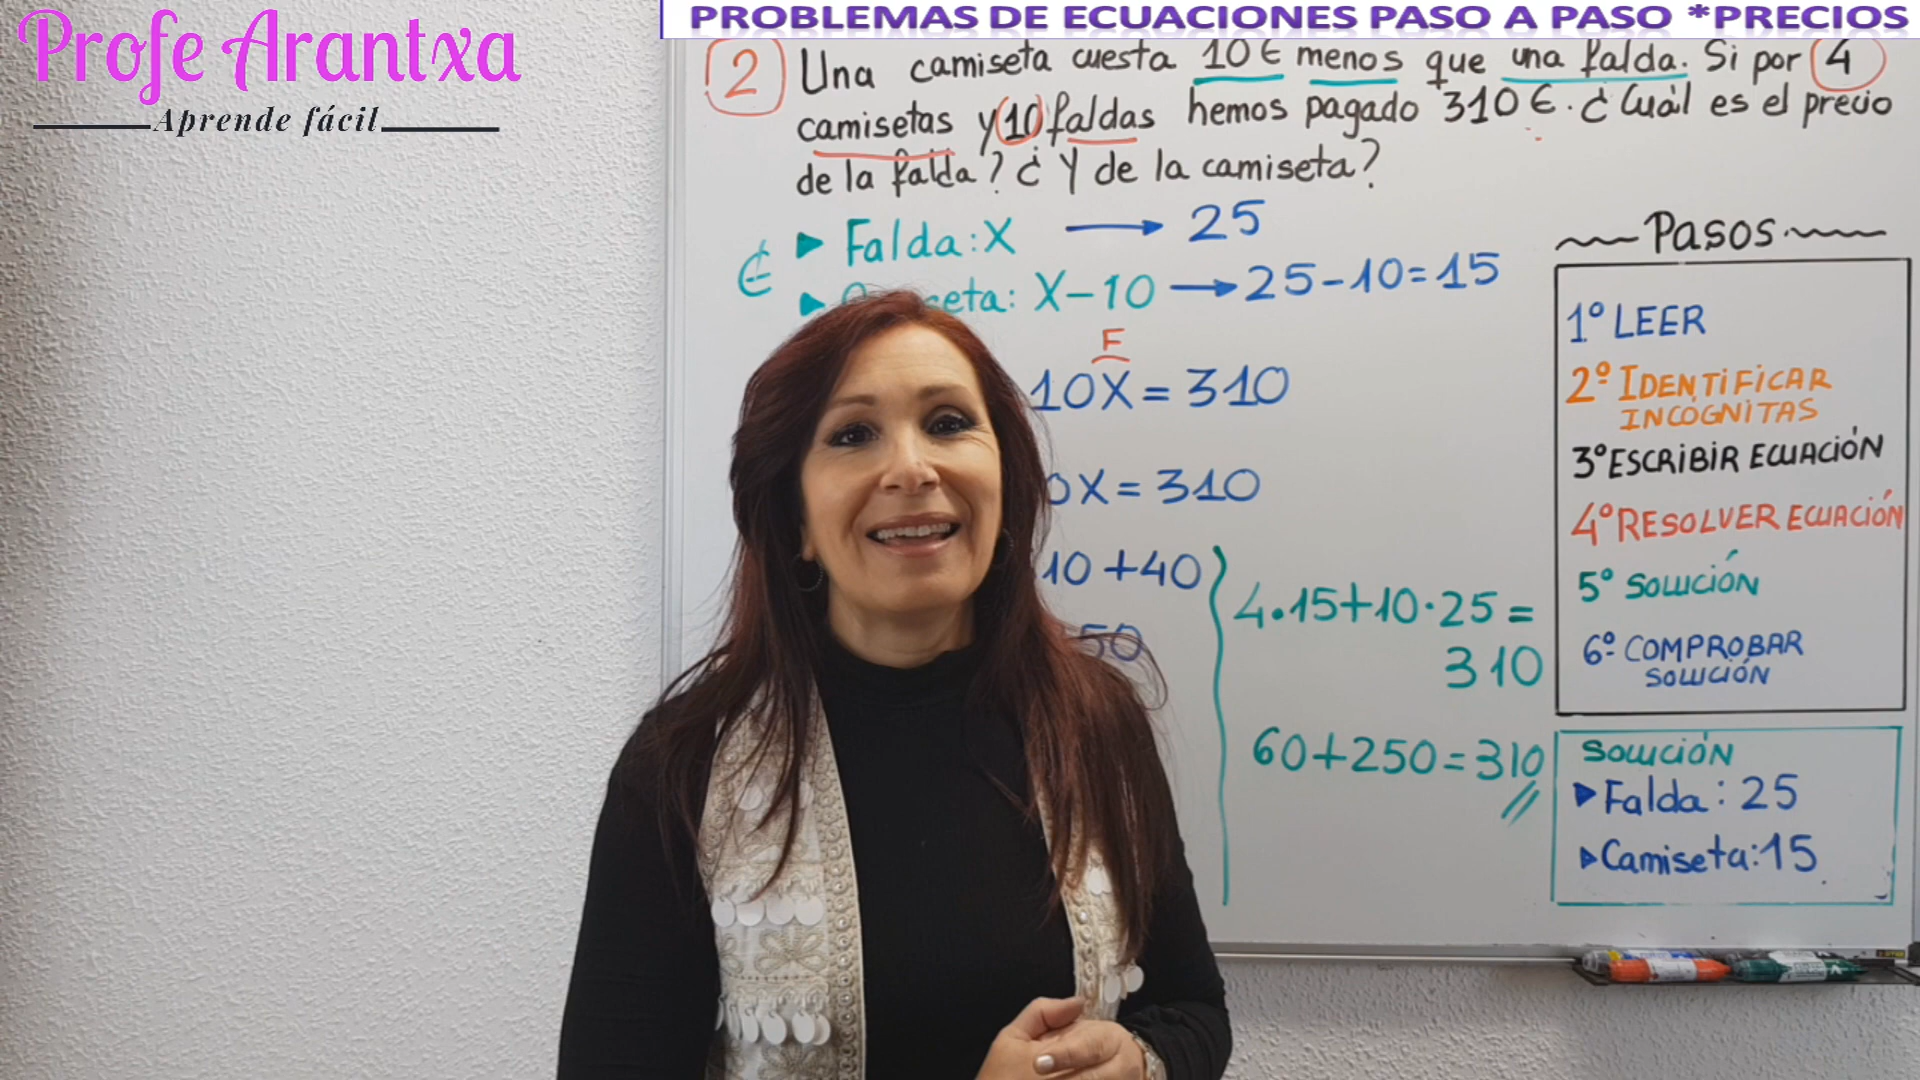 Profe Arantxa
Aprende fácil
PROBLEMAS DE ECUACIONES PASO A PASO *PRECIOS
2 Una camiseta cuesta 10 € menos que una falda. Si por 4
camisetas y 10 faldas hemos pagado 310 €. ¿Cuál es el precio
de la falda? ¿Y de la camiseta?
€
▶ Falda: X → 25
▶ X-10 → 25-10=15
F
10X = 310
X = 310
10 +40
50
4·15+10·25 =
310
60+250=310
Pasos
1º LEER
2º IDENTIFICAR
INCÓGNITAS
3º ESCRIBIR ECUACIÓN
4º RESOLVER ECUACIÓN
5º SOLUCIÓN
6º COMPROBAR
SOLUCIÓN
SOLUCIÓN
▶ Falda: 25
▶ Camiseta: 15